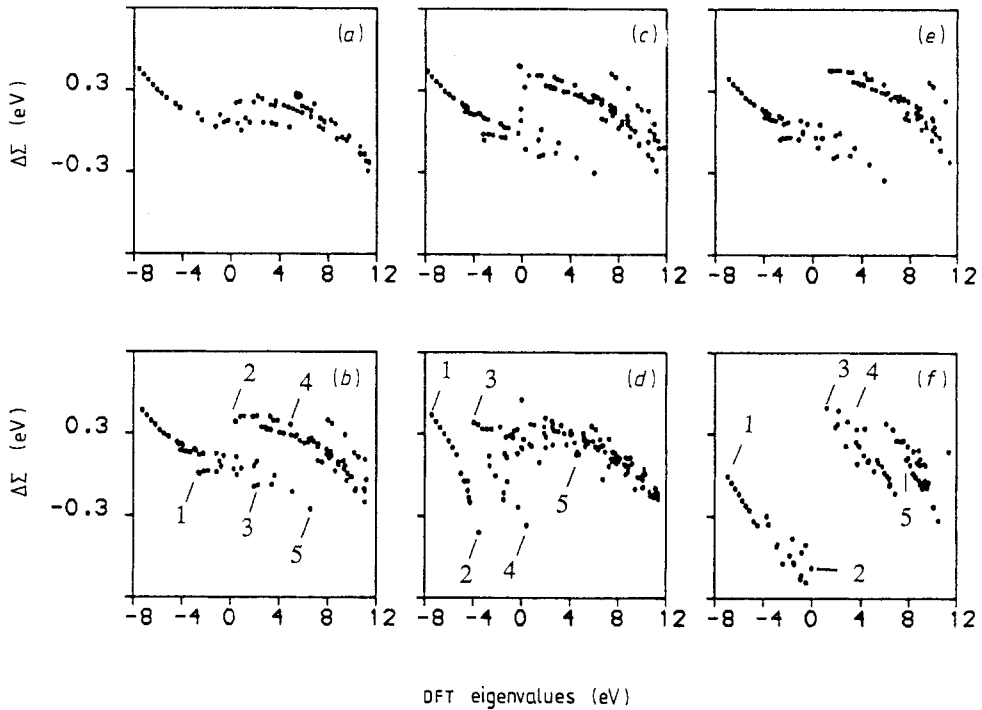 (a)
(c)
(e)
ΔΣ (eV)
0.3
-0.3
-8 -4 0 4 8 12
-8 -4 0 4 8 12
-8 -4 0 4 8 12
2 4 (b)
1 3 (d)
3 4 (f)
1
ΔΣ (eV)
0.3
-0.3
1 3 5
2 4 5
5 2
-8 -4 0 4 8 12
-8 -4 0 4 8 12
-8 -4 0 4 8 12
DFT eigenvalues (eV)